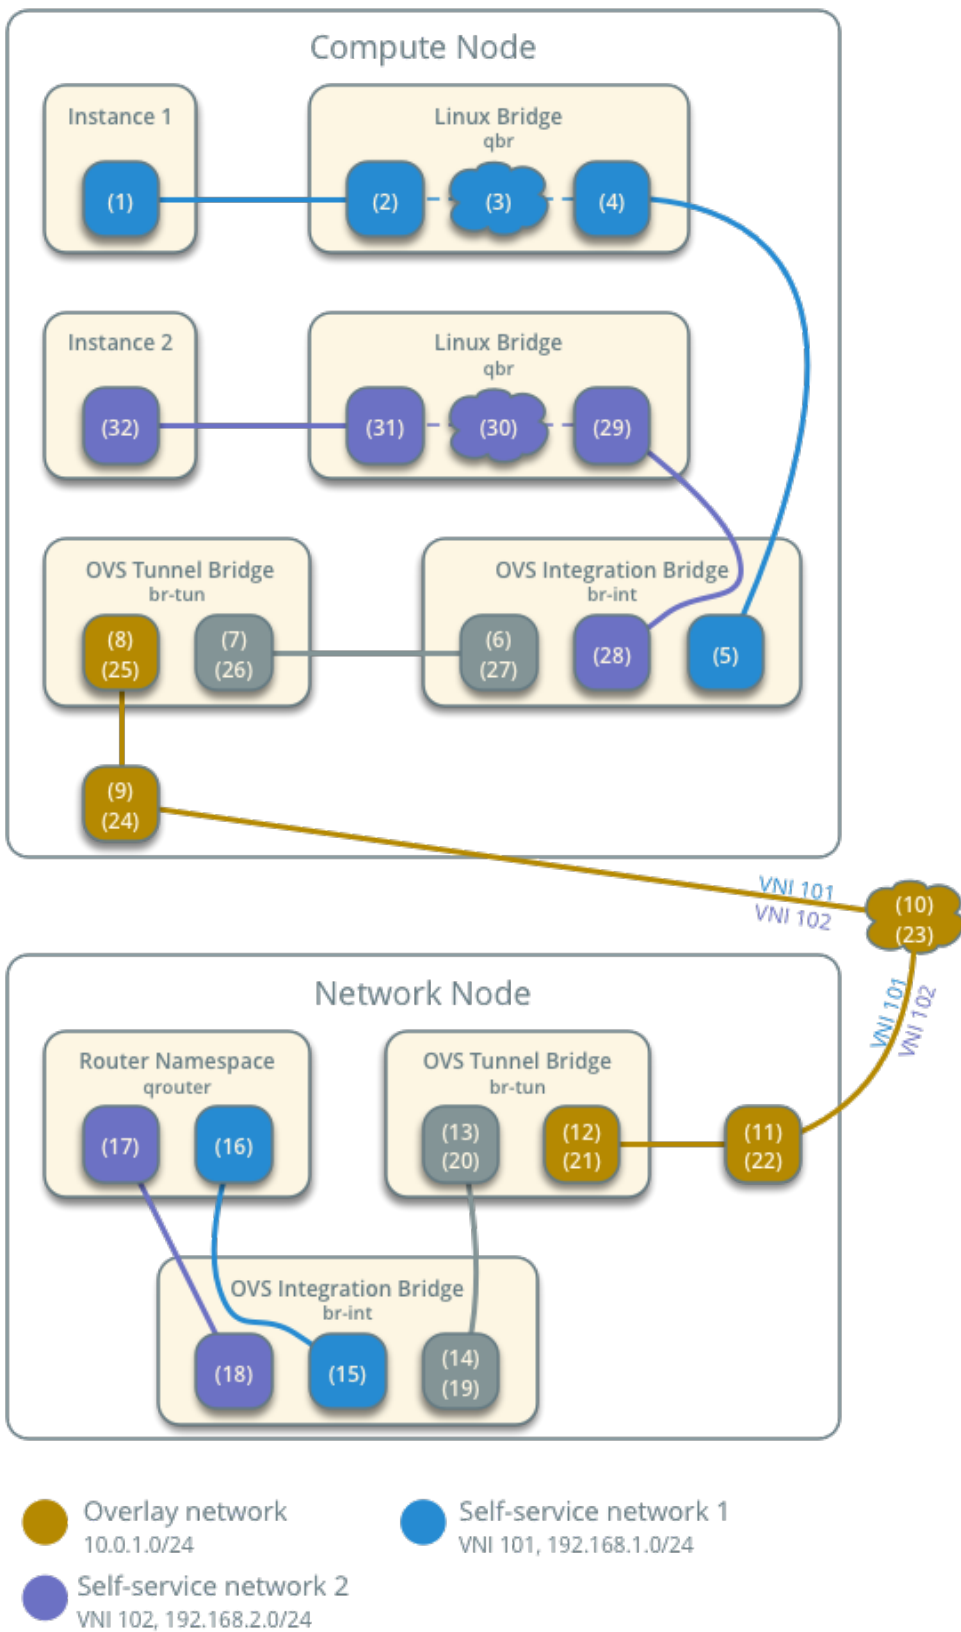 Compute Node
Instance 1
Linux Bridge
qbr
(1)
(2)
(3)
(4)
Instance 2
Linux Bridge
qbr
(32)
(31)
(30)
(29)
OVS Tunnel Bridge
br-tun
OVS Integration Bridge
br-int
(8)
(25)
(7)
(26)
(6)
(27)
(28)
(5)
(9)
(24)
VNI 101
VNI 102
(10)
(23)
VNI 101
VNI 102
Network Node
Router Namespace
qrouter
OVS Tunnel Bridge
br-tun
(17)
(16)
(13)
(20)
(12)
(21)
(11)
(22)
OVS Integration Bridge
br-int
(18)
(15)
(14)
(19)
Overlay network
10.0.1.0/24
Self-service network 1
VNI 101, 192.168.1.0/24
Self-service network 2
VNI 102, 192.168.2.0/24